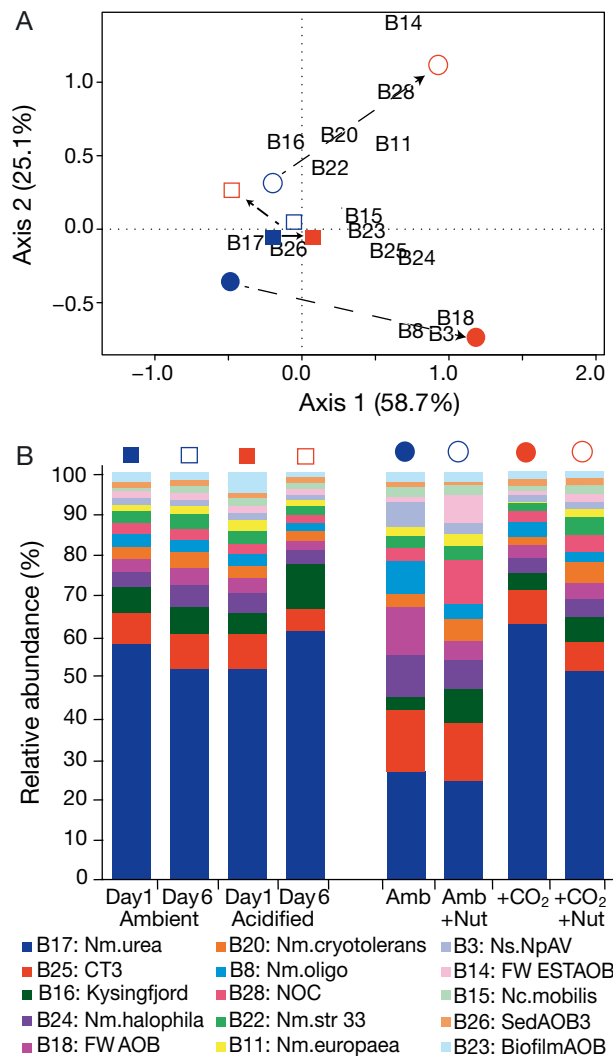 A
Axis 2 (25.1%)
1.0
0.5
0.0
−0.5
B14
B28
B20
B16
B11
B22
B15
B23
B17
B26
B25
B24
B18
B8
B3
−1.0 0.0 1.0 2.0
Axis 1 (58.7%)
B
Relative abundance (%)
100
90
80
70
60
50
40
30
20
10
0
Day1 Day6 Day1 Day6 Amb Amb +CO₂ +CO₂
Ambient Acidified +Nut +Nut
B17: Nm.urea B20: Nm.cryotolerans B3: Ns.NpAV
B25: CT3 B8: Nm.oligo B14: FW ESTAOB
B16: Kysingfjord B28: NOC B15: Nc.mobilis
B24: Nm.halophila B22: Nm.str 33 B26: SedAOB3
B18: FW AOB B11: Nm.europaea B23: BiofilmAOB